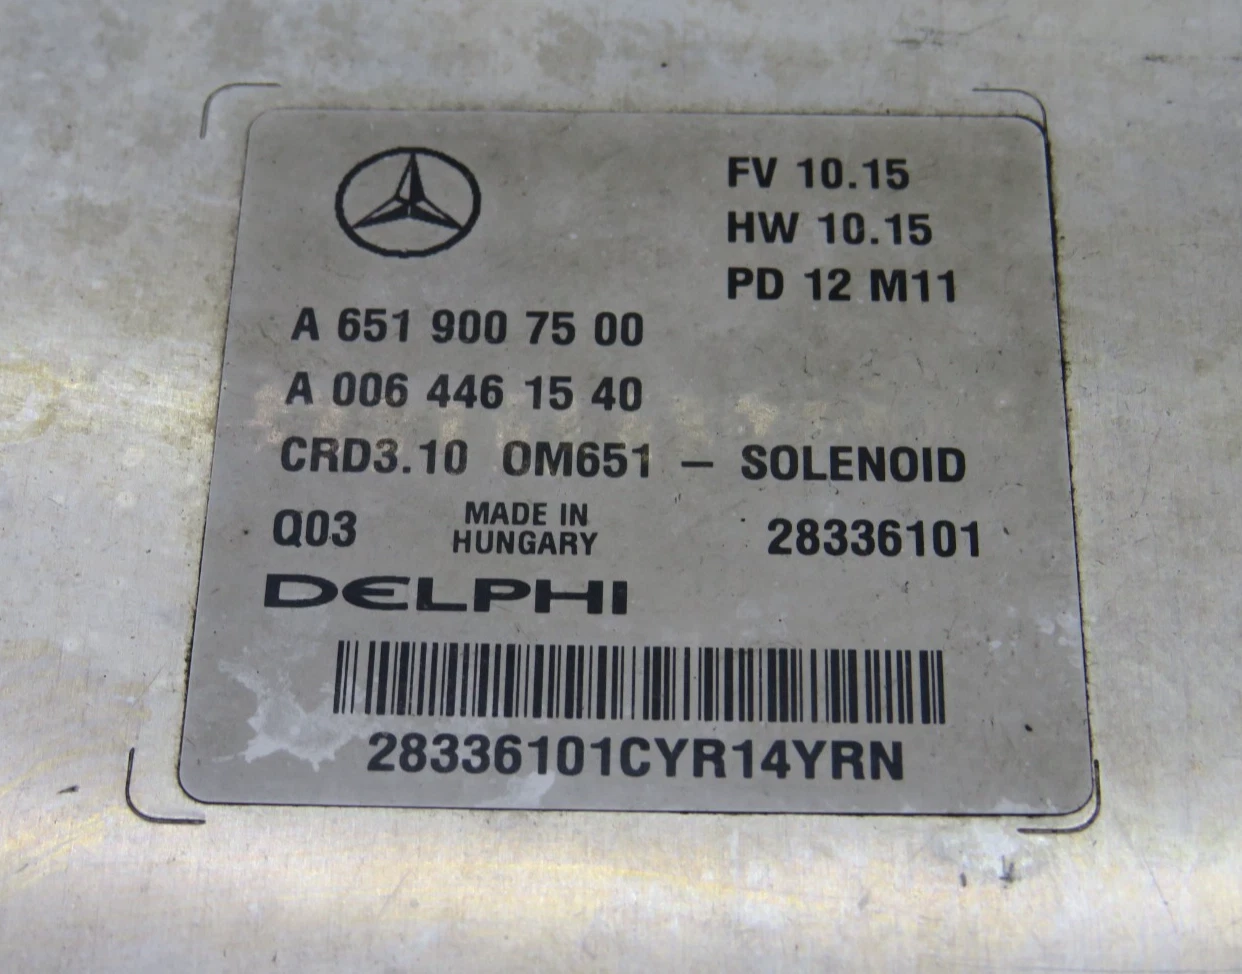 FV 10.15
HW 10.15
PD 12 M11
A 651 900 75 00
A 006 446 15 40
CRD3.10 OM651 – SOLENOID
Q03 MADE IN HUNGARY 28336101
DELPHI
28336101CYR14YRN